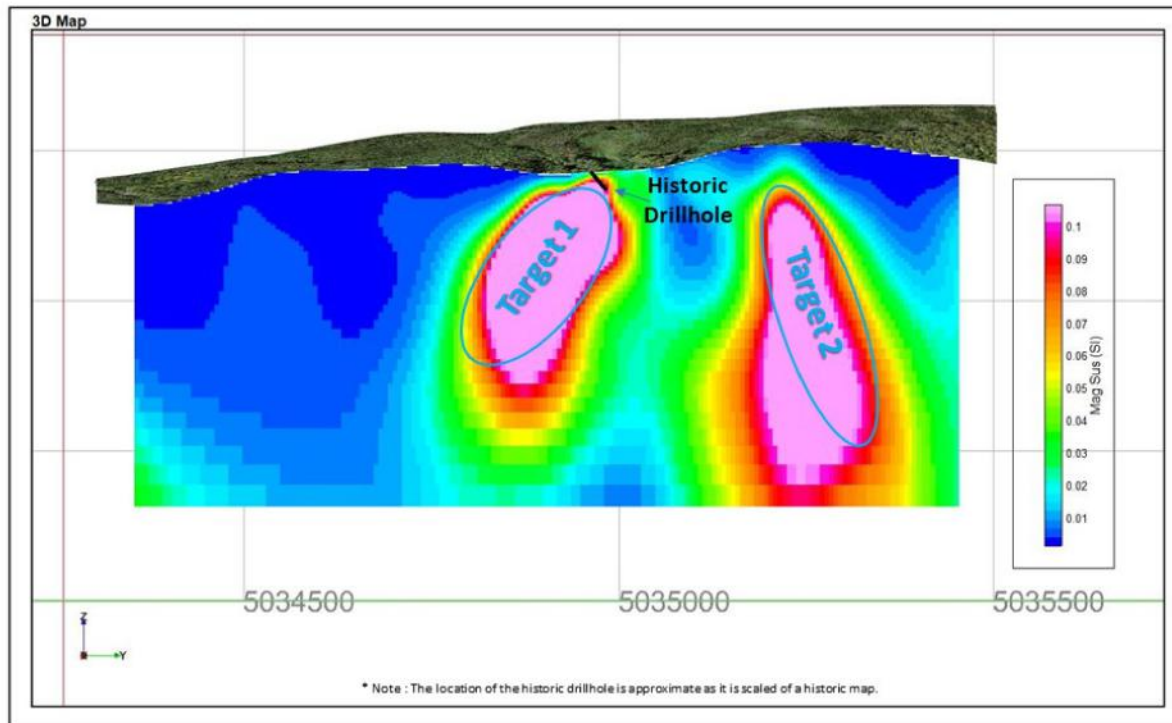 3D Map
Historic
Drillhole
Target 1
Target 2
0.1
0.09
0.08
0.07
0.06
0.05
0.04
0.03
0.02
0.01
Mag Sus (SI)
5034500
5035000
5035500
Z
Y
* Note : The location of the historic drillhole is approximate as it is scaled of a historic map.